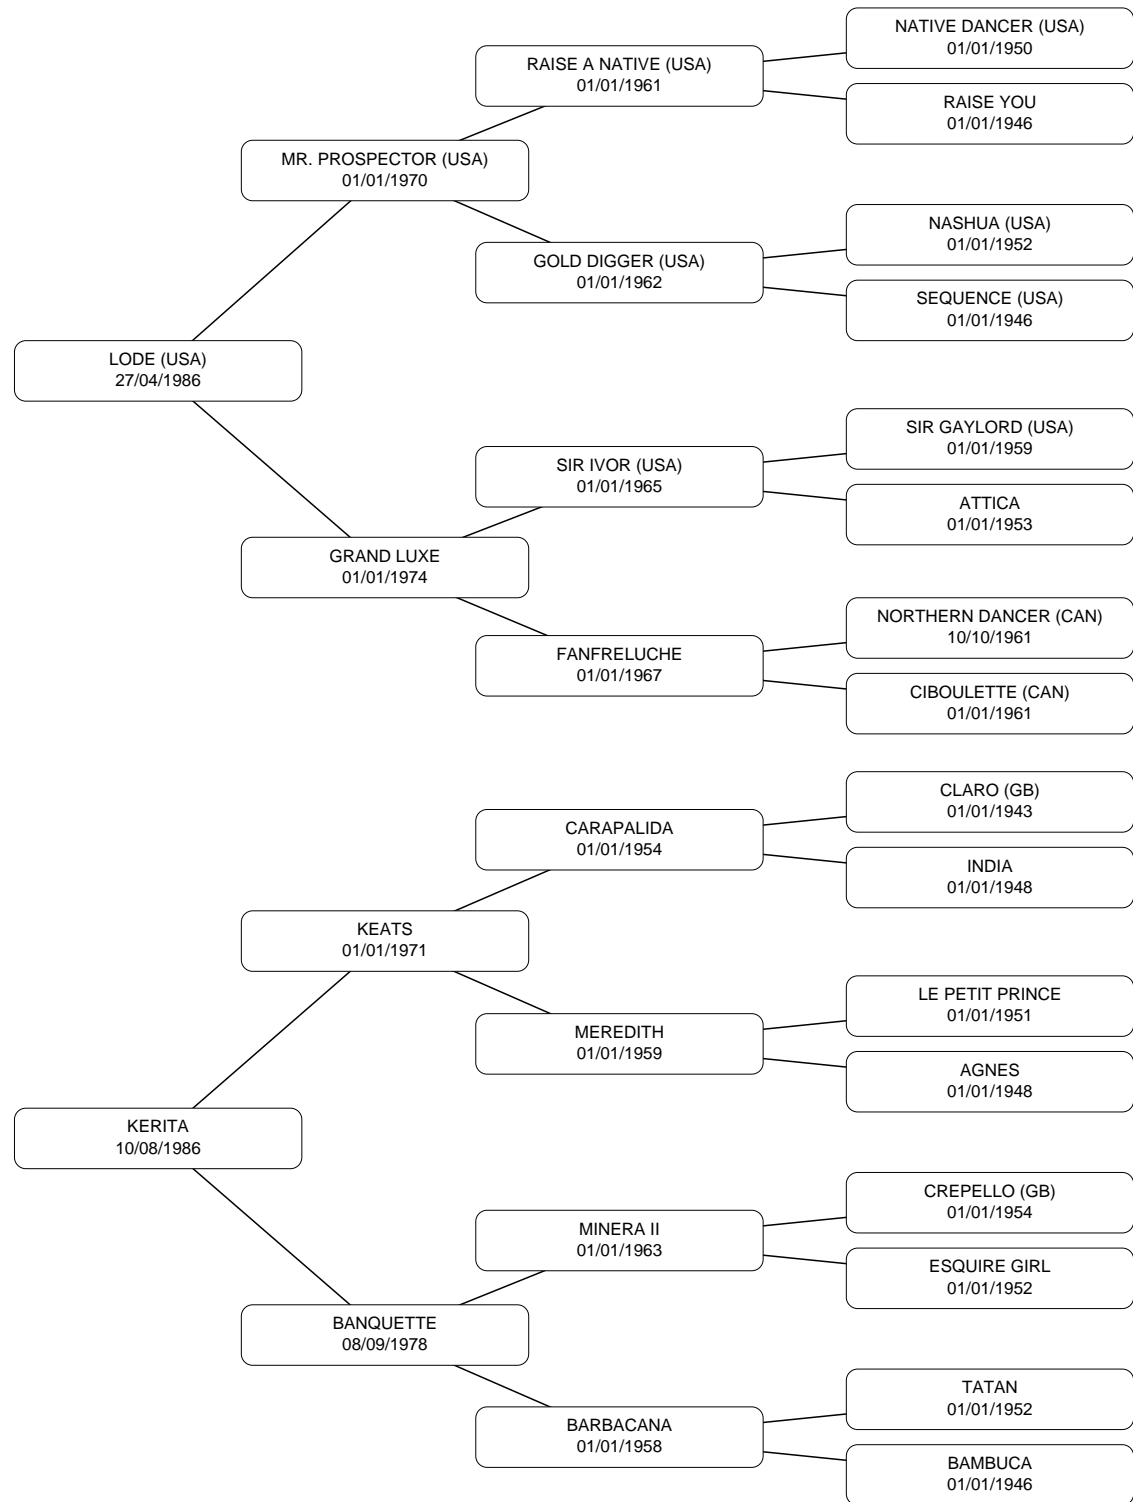 NATIVE DANCER (USA)
01/01/1950
RAISE A NATIVE (USA)
01/01/1961
RAISE YOU
01/01/1946
MR. PROSPECTOR (USA)
01/01/1970
NASHUA (USA)
01/01/1952
GOLD DIGGER (USA)
01/01/1962
SEQUENCE (USA)
01/01/1946
LODE (USA)
27/04/1986
SIR GAYLORD (USA)
01/01/1959
SIR IVOR (USA)
01/01/1965
ATTICA
01/01/1953
GRAND LUXE
01/01/1974
NORTHERN DANCER (CAN)
10/10/1961
FANFRELUCHE
01/01/1967
CIBOULETTE (CAN)
01/01/1961
CLARO (GB)
01/01/1943
CARAPALIDA
01/01/1954
INDIA
01/01/1948
KEATS
01/01/1971
LE PETIT PRINCE
01/01/1951
MEREDITH
01/01/1959
AGNES
01/01/1948
KERITA
10/08/1986
CREPELLO (GB)
01/01/1954
MINERA II
01/01/1963
ESQUIRE GIRL
01/01/1952
BANQUETTE
08/09/1978
TATAN
01/01/1952
BARBACANA
01/01/1958
BAMBUCA
01/01/1946